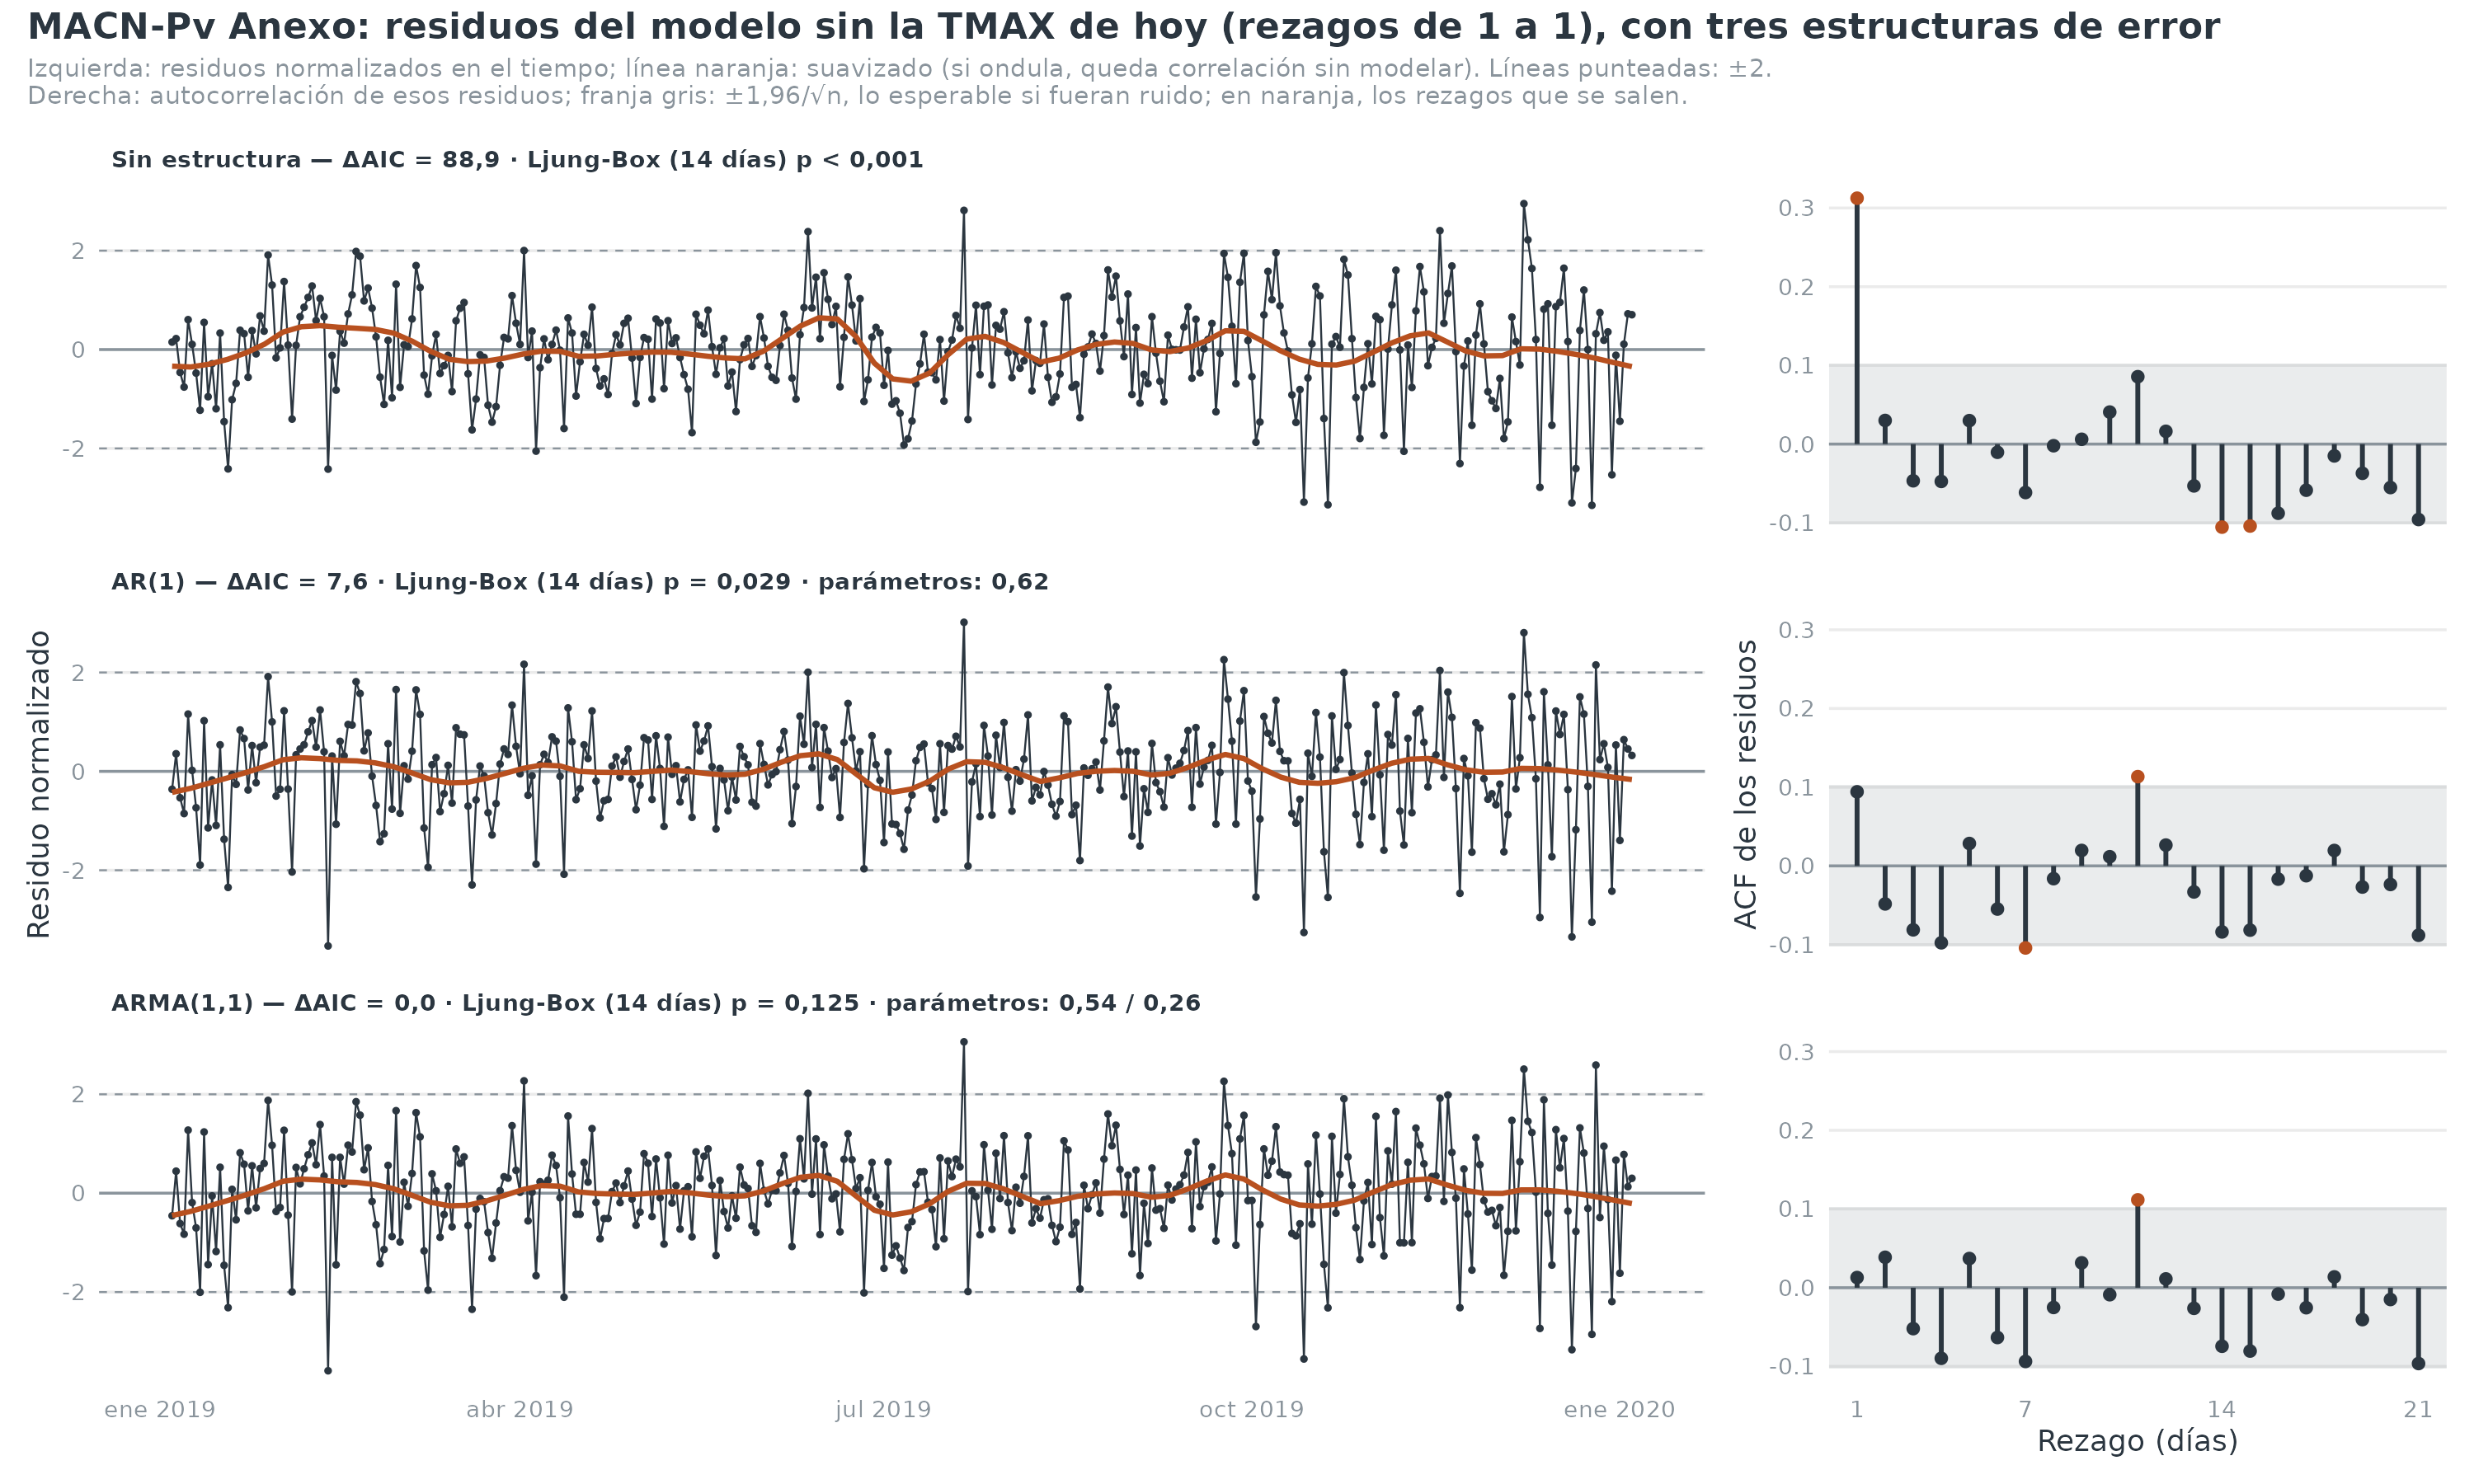 MACN-Pv Anexo: residuos del modelo sin la TMAX de hoy (rezagos de 1 a 1), con tres estructuras de error
Izquierda: residuos normalizados en el tiempo; línea naranja: suavizado (si ondula, queda correlación sin modelar). Líneas punteadas: ±2.
Derecha: autocorrelación de esos residuos; franja gris: ±1,96/√n, lo esperable si fueran ruido; en naranja, los rezagos que se salen.
Sin estructura — ΔAIC = 88,9 · Ljung-Box (14 días) p < 0,001
2
0
-2
0.3
0.2
0.1
0.0
-0.1
AR(1) — ΔAIC = 7,6 · Ljung-Box (14 días) p = 0,029 · parámetros: 0,62
Residuo normalizado
2
0
-2
ACF de los residuos
0.3
0.2
0.1
0.0
-0.1
ARMA(1,1) — ΔAIC = 0,0 · Ljung-Box (14 días) p = 0,125 · parámetros: 0,54 / 0,26
2
0
-2
0.3
0.2
0.1
0.0
-0.1
ene 2019 abr 2019 jul 2019 oct 2019 ene 2020
1 7 14 21
Rezago (días)